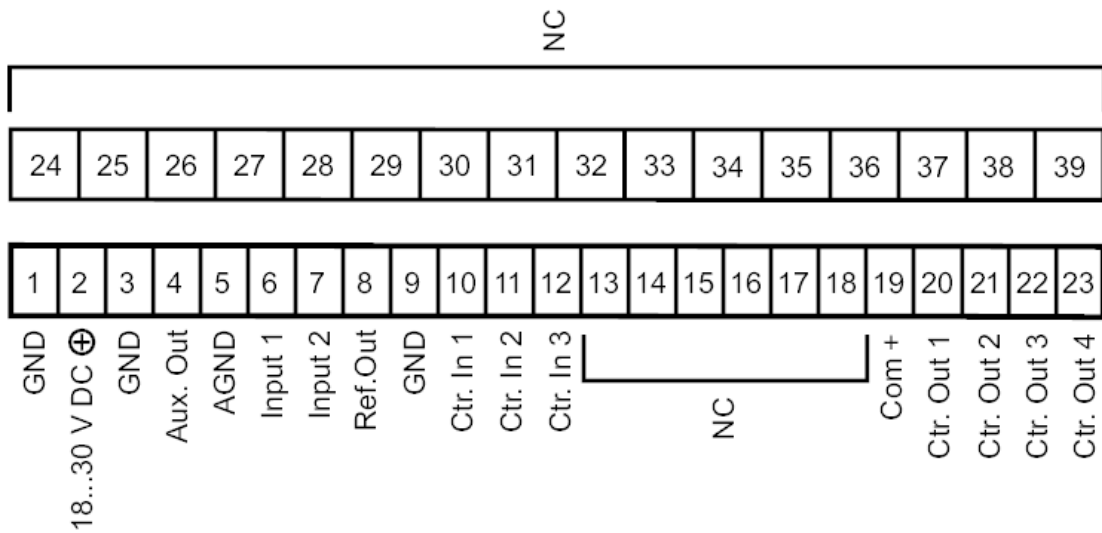 NC
24 25 26 27 28 29 30 31 32 33 34 35 36 37 38 39
1 2 3 4 5 6 7 8 9 10 11 12 13 14 15 16 17 18 19 20 21 22 23
GND
18...30 V DC ⊕
GND
Aux. Out
AGND
Input 1
Input 2
Ref.Out
GND
Ctr. In 1
Ctr. In 2
Ctr. In 3
NC
Com +
Ctr. Out 1
Ctr. Out 2
Ctr. Out 3
Ctr. Out 4